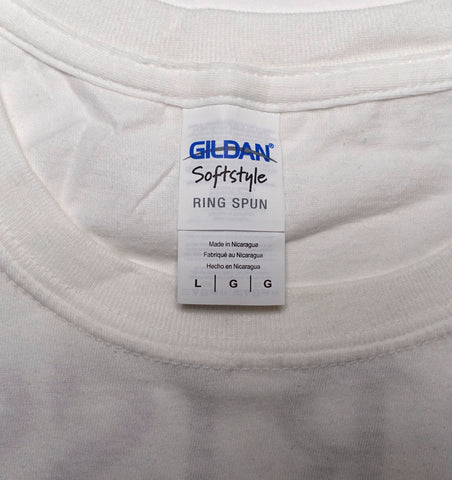 GILDAN®
Softstyle
RING SPUN
Made in Nicaragua
Fabriqué au Nicaragua
Hecho en Nicaragua
L | G | G